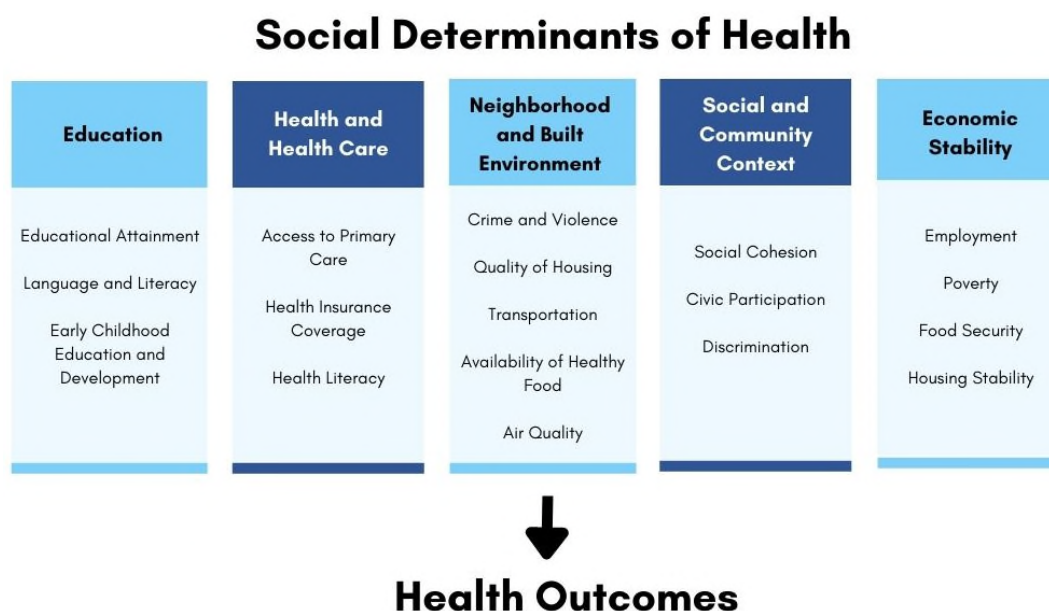 Social Determinants of Health
Education
Educational Attainment
Language and Literacy
Early Childhood
Education and
Development
Health and
Health Care
Access to Primary
Care
Health Insurance
Coverage
Health Literacy
Neighborhood
and Built
Environment
Crime and Violence
Quality of Housing
Transportation
Availability of Healthy
Food
Air Quality
Social and
Community
Context
Social Cohesion
Civic Participation
Discrimination
Economic
Stability
Employment
Poverty
Food Security
Housing Stability
Health Outcomes